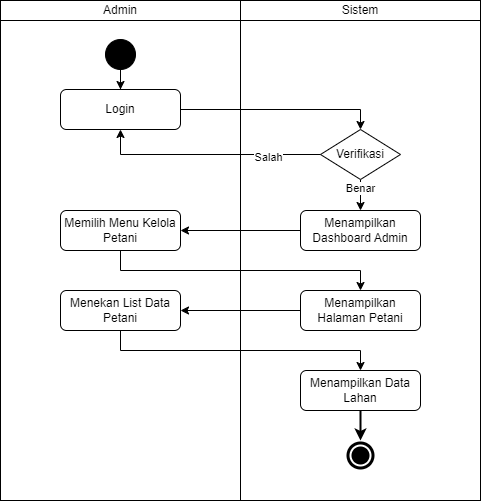 Admin
Sistem
Login
Verifikasi
Salah
Benar
Memilih Menu Kelola
Petani
Menampilkan
Dashboard Admin
Menekan List Data
Petani
Menampilkan
Halaman Petani
Menampilkan Data
Lahan